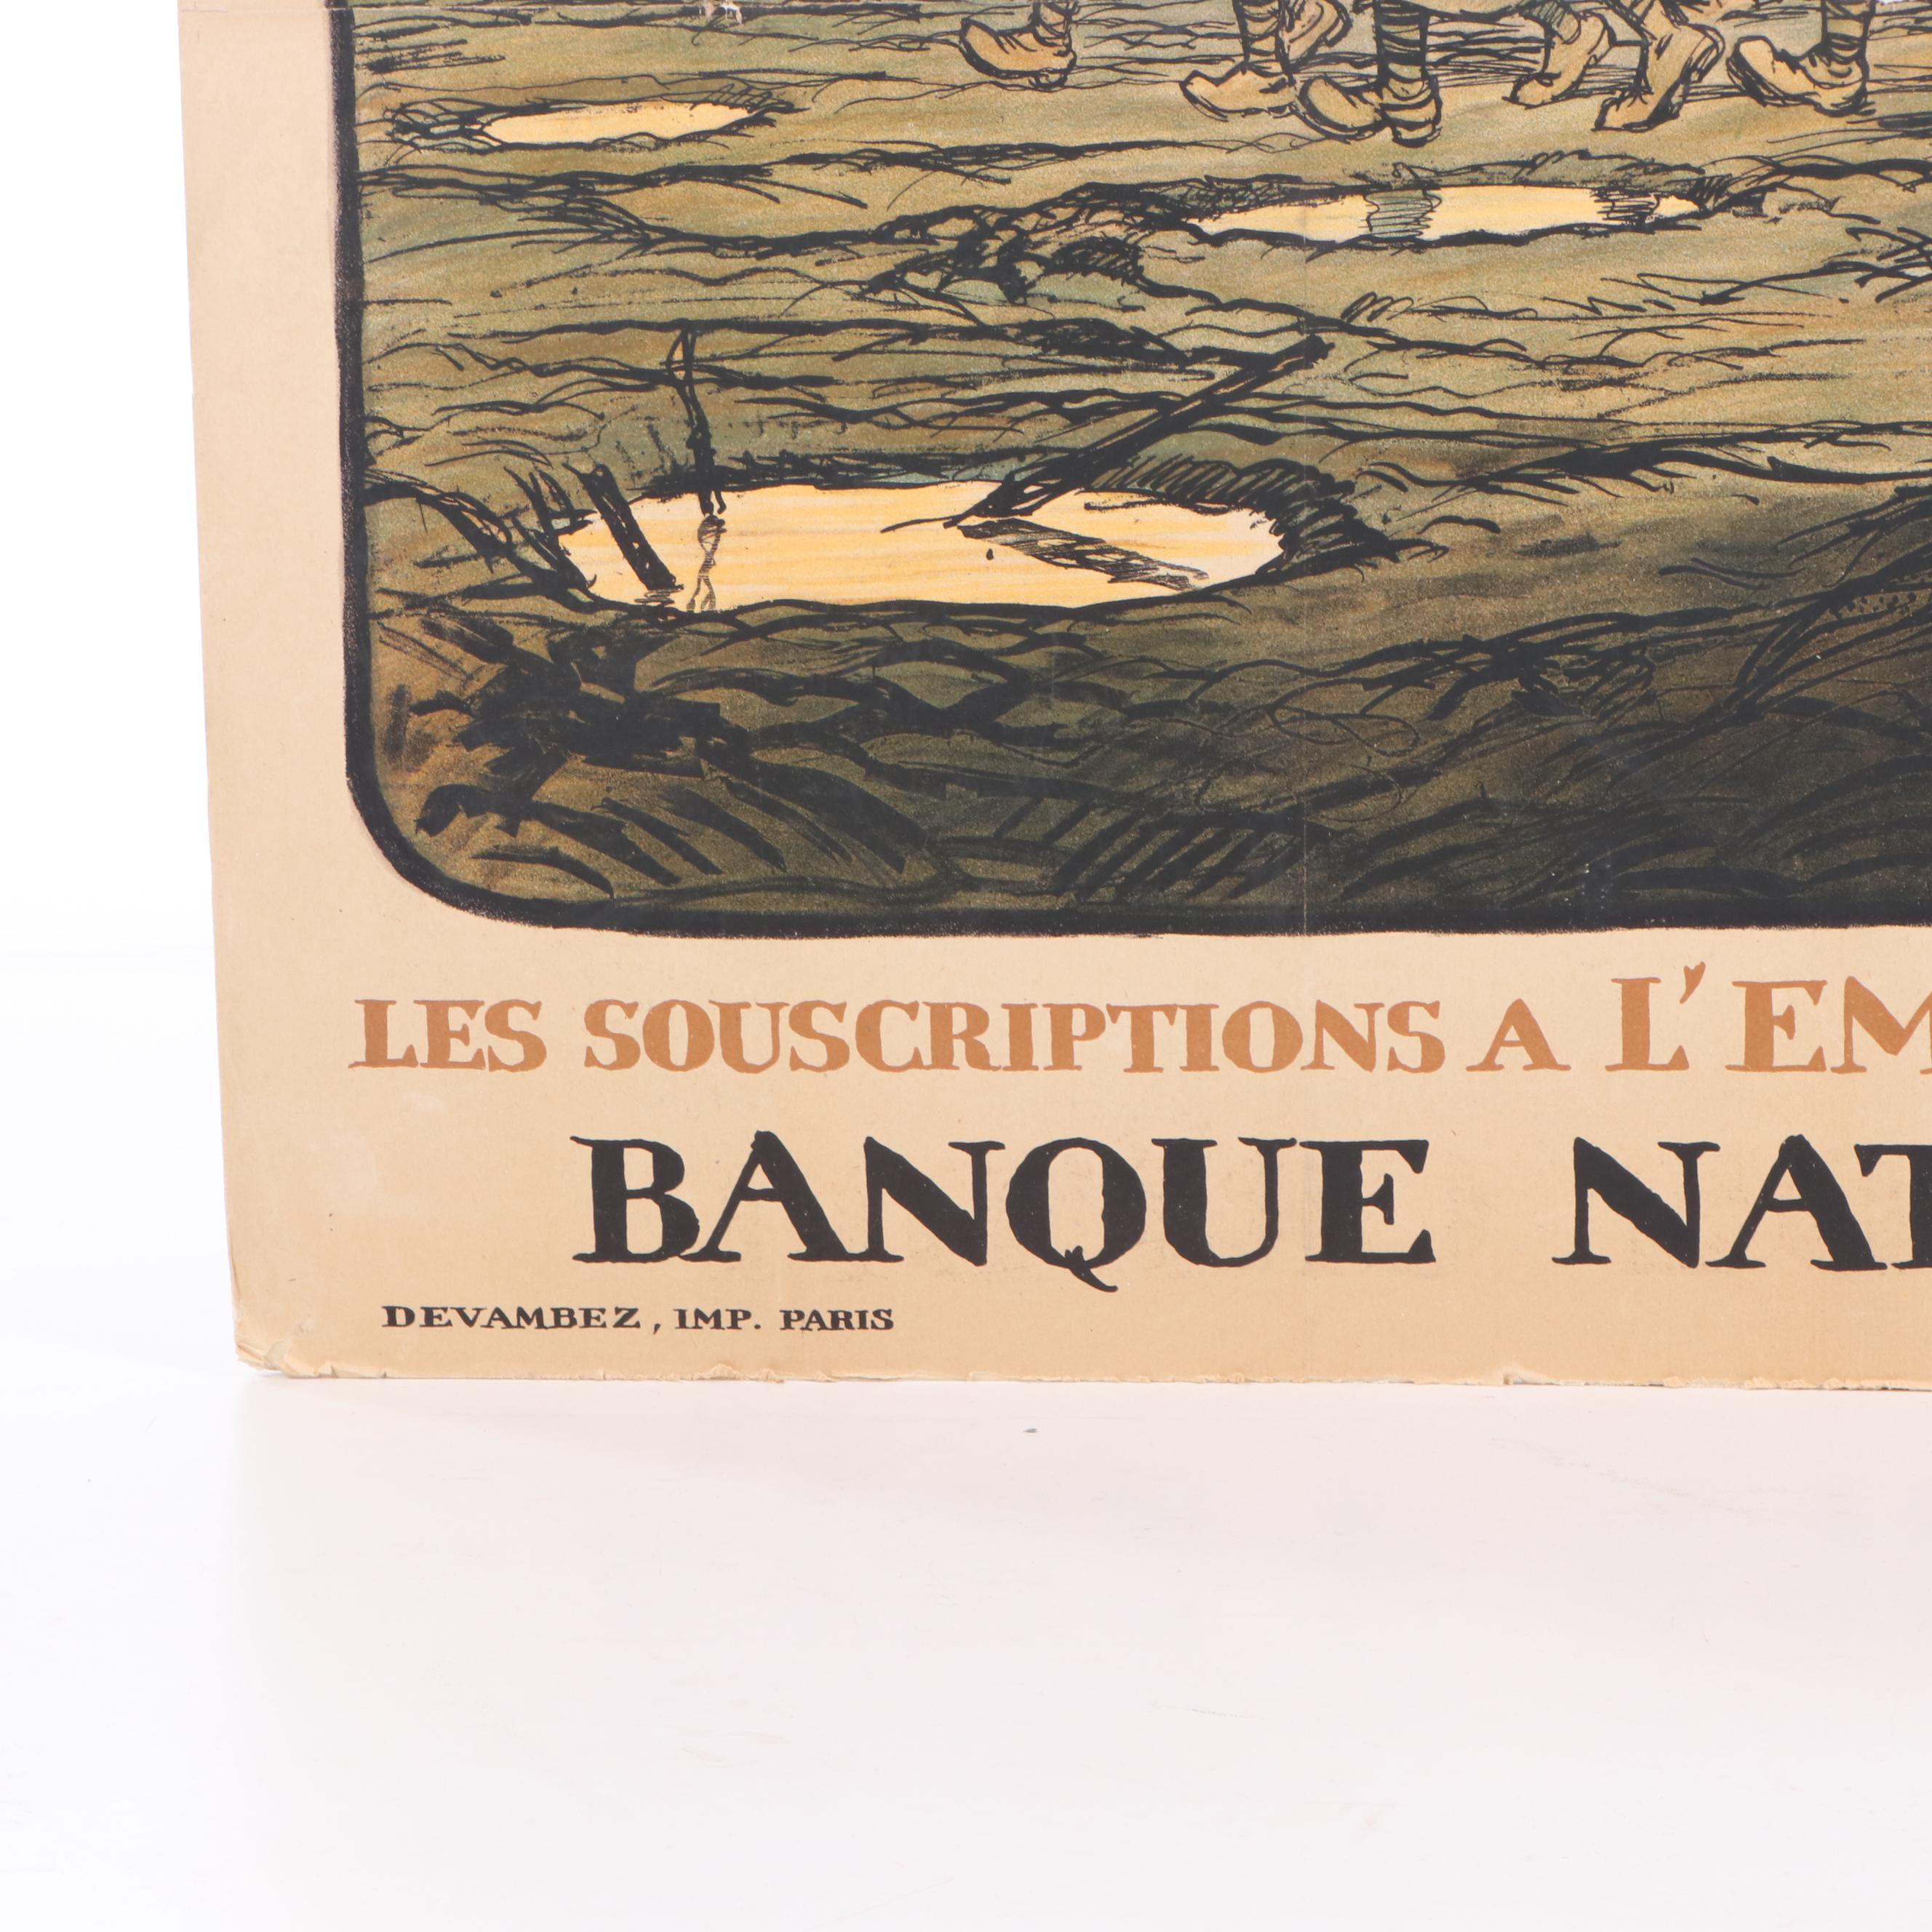 LES SOUSCRIPTIONS A L'EM
BANQUE NAT
DEVAMBEZ, IMP. PARIS